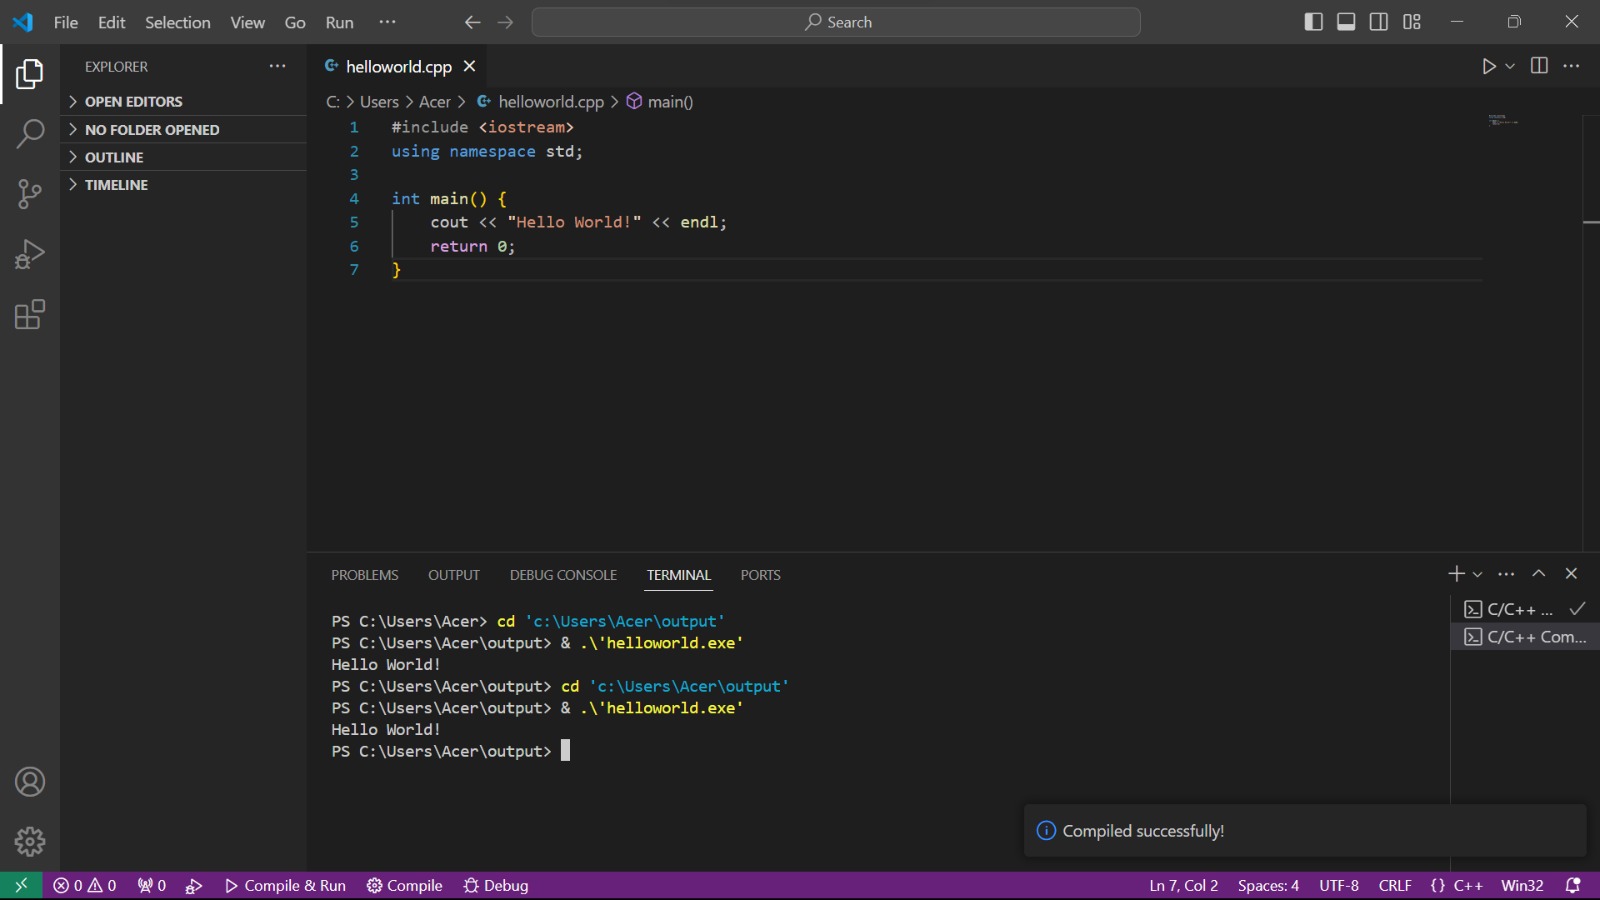 File Edit Selection View Go Run ··· Search
EXPLORER ···
OPEN EDITORS
NO FOLDER OPENED
OUTLINE
TIMELINE
helloworld.cpp
C: > Users > Acer > helloworld.cpp > main()
1 #include <iostream>
2 using namespace std;
3
4 int main() {
5 cout << "Hello World!" << endl;
6 return 0;
7 }
PROBLEMS OUTPUT DEBUG CONSOLE TERMINAL PORTS
PS C:\Users\Acer> cd 'c:\Users\Acer\output'
PS C:\Users\Acer\output> & .\'helloworld.exe'
Hello World!
PS C:\Users\Acer\output> cd 'c:\Users\Acer\output'
PS C:\Users\Acer\output> & .\'helloworld.exe'
Hello World!
PS C:\Users\Acer\output>
C/C++ ...
C/C++ Com...
Compiled successfully!
0 0 0 Compile & Run Compile Debug Ln 7, Col 2 Spaces: 4 UTF-8 CRLF {} C++ Win32